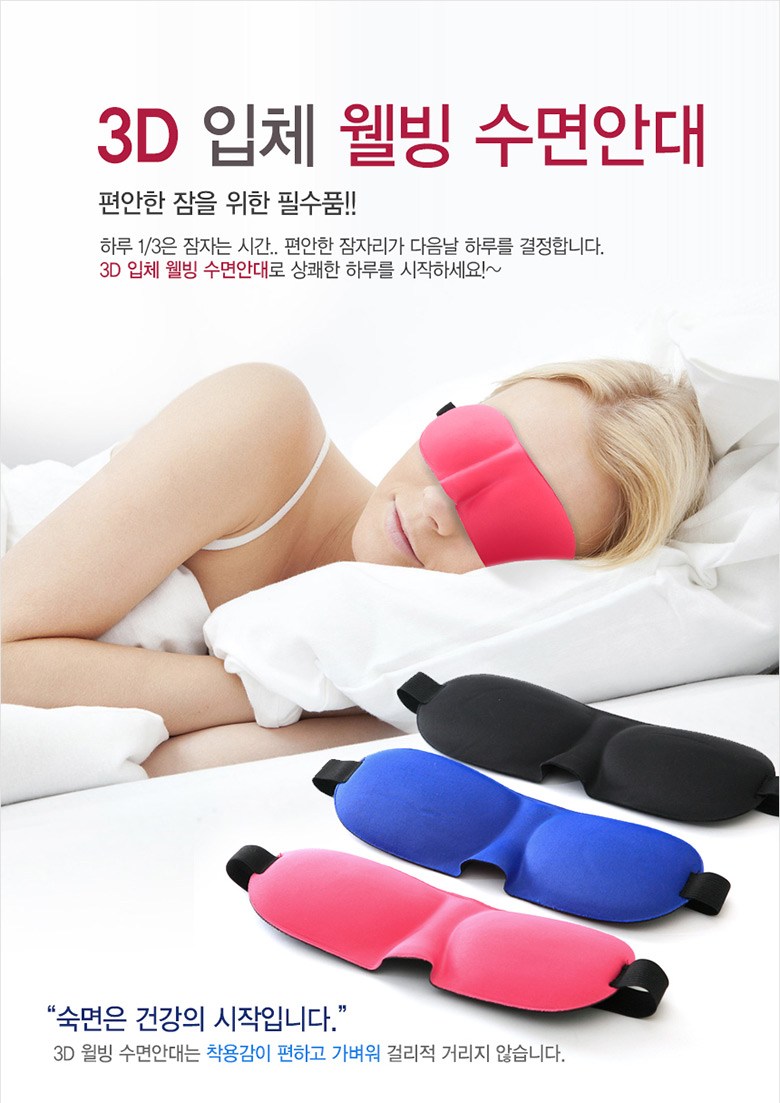 3D 입체 웰빙 수면안대
편안한 잠을 위한 필수품!!
하루 1/3은 잠자는 시간.. 편안한 잠자리가 다음날 하루를 결정합니다.
3D 입체 웰빙 수면안대로 상쾌한 하루를 시작하세요!~
“숙면은 건강의 시작입니다.”
3D 웰빙 수면안대는 착용감이 편하고 가벼워 걸리적 거리지 않습니다.